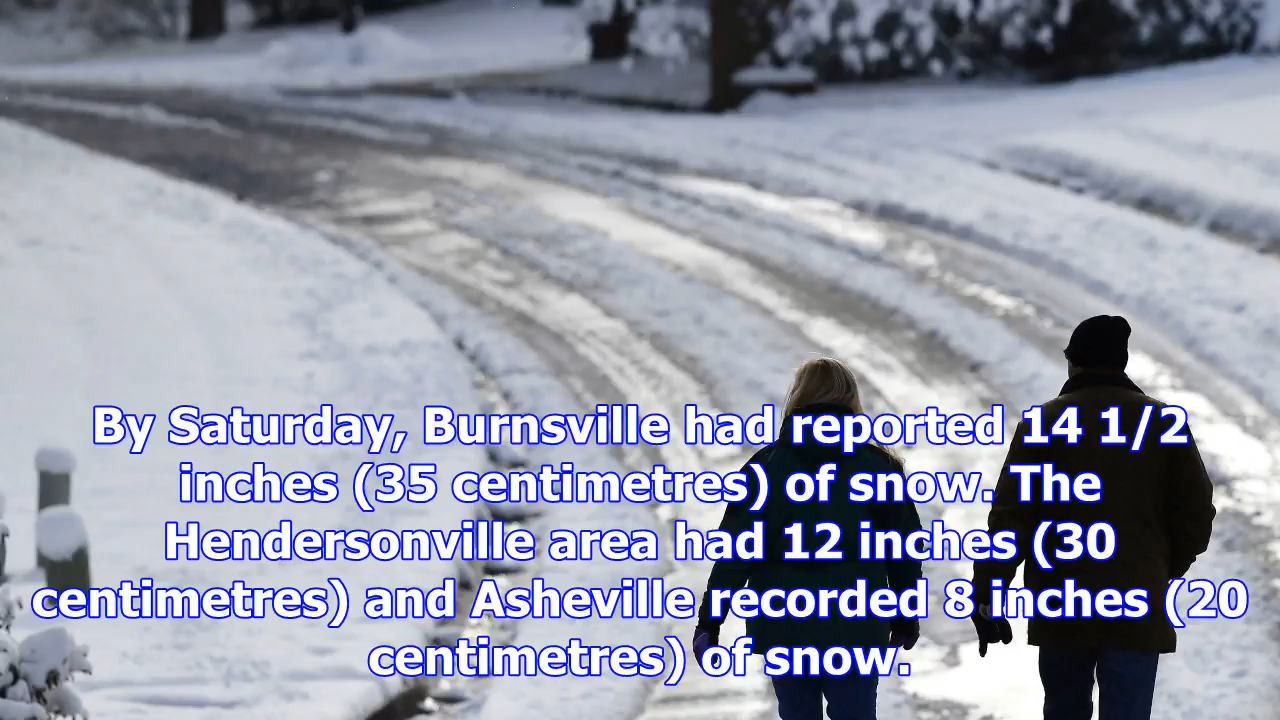 By Saturday, Burnsville had reported 14 1/2
inches (35 centimetres) of snow. The
Hendersonville area had 12 inches (30
centimetres) and Asheville recorded 8 inches (20
centimetres) of snow.